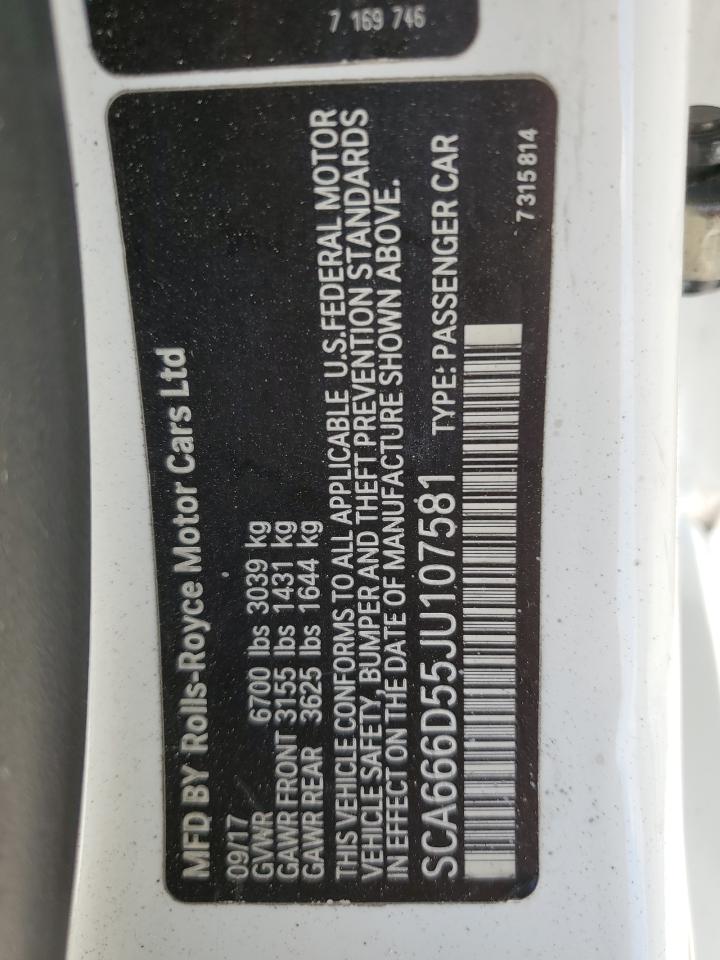 7 169 746
MFD BY Rolls-Royce Motor Cars Ltd
09/17
GVWR 6700 lbs 3039 kg
GAWR FRONT 3155 lbs 1431 kg
GAWR REAR 3625 lbs 1644 kg
THIS VEHICLE CONFORMS TO ALL APPLICABLE U.S.FEDERAL MOTOR
VEHICLE SAFETY, BUMPER AND THEFT PREVENTION STANDARDS
IN EFFECT ON THE DATE OF MANUFACTURE SHOWN ABOVE.
SCA666D55JU107581 TYPE: PASSENGER CAR
7315814